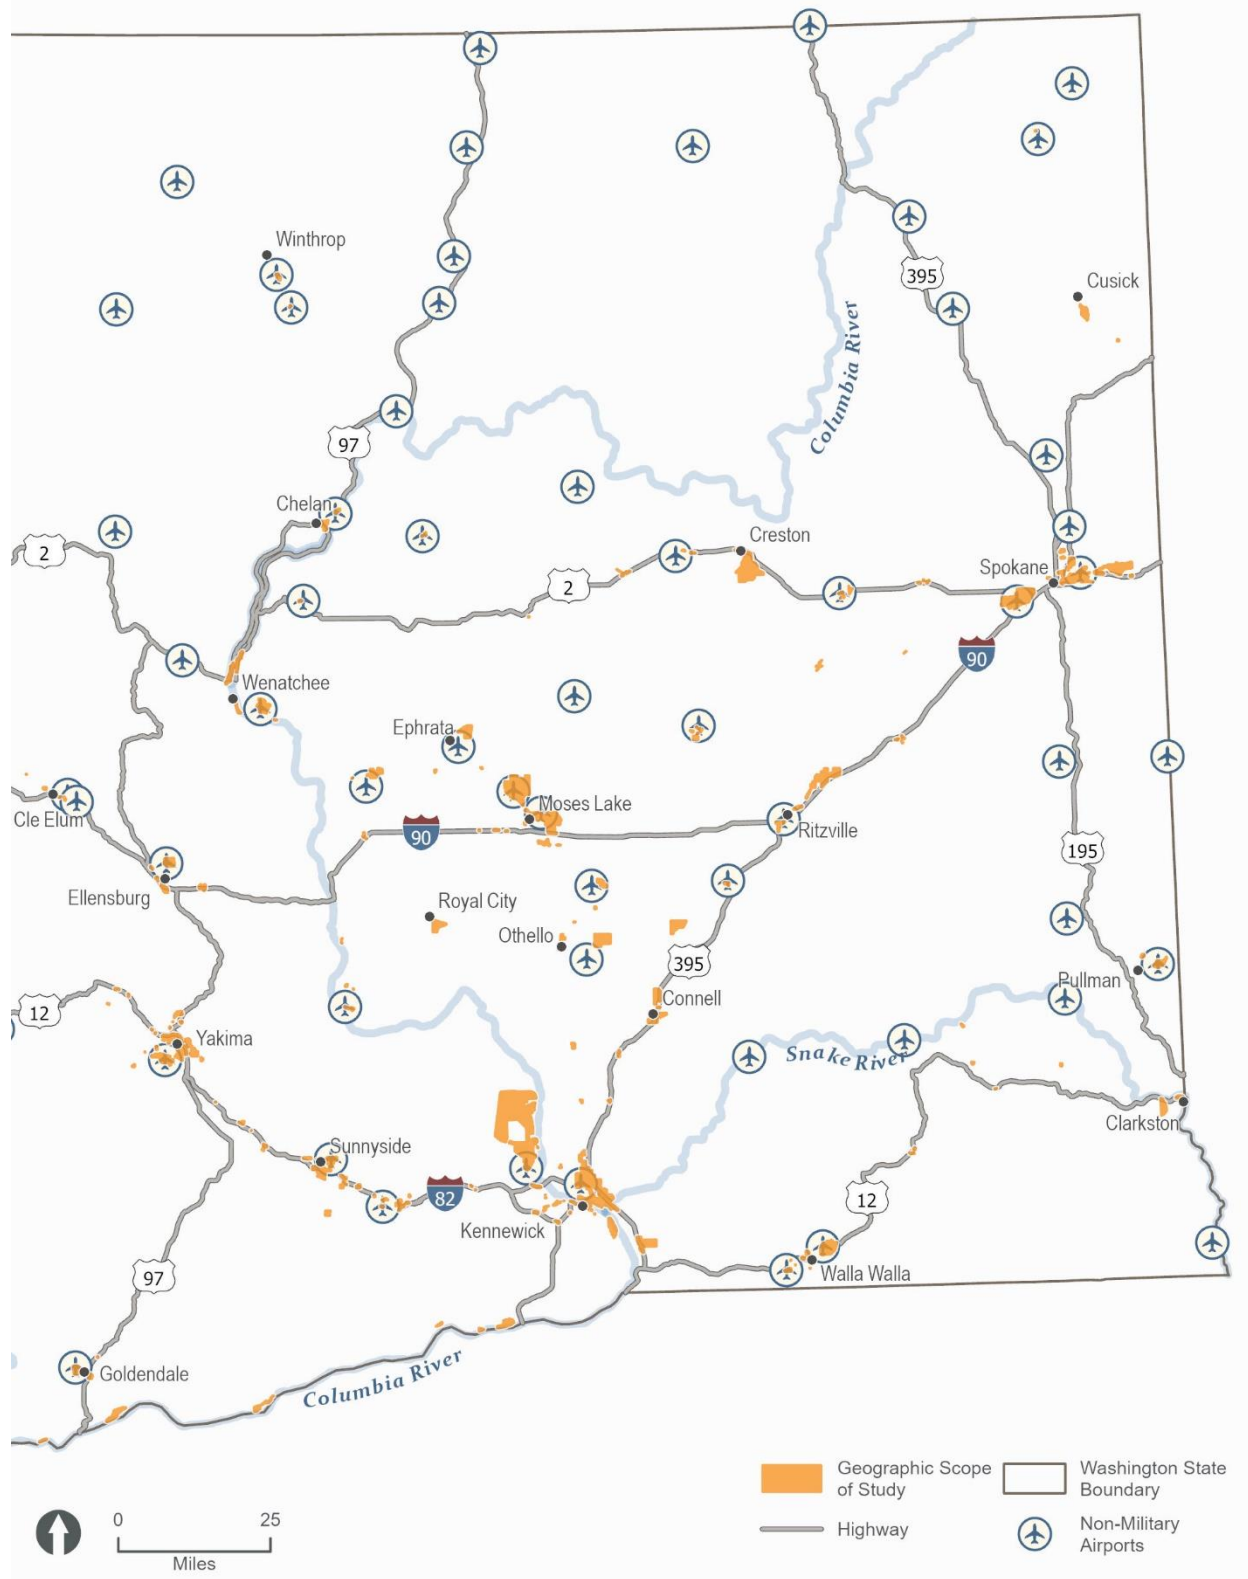 Winthrop
395
Cusick
Columbia River
97
Chelan
2
Creston
2
Spokane
90
Wenatchee
Ephrata
Moses Lake
Cle Elum
90
Ritzville
195
Ellensburg
Royal City
Othello
395
Pullman
Connell
12
Yakima
Snake River
Clarkston
Sunnyside
82
12
Kennewick
Walla Walla
97
Goldendale
Columbia River
Geographic Scope
of Study
Washington State
Boundary
Highway
Non-Military
Airports
0 25
Miles